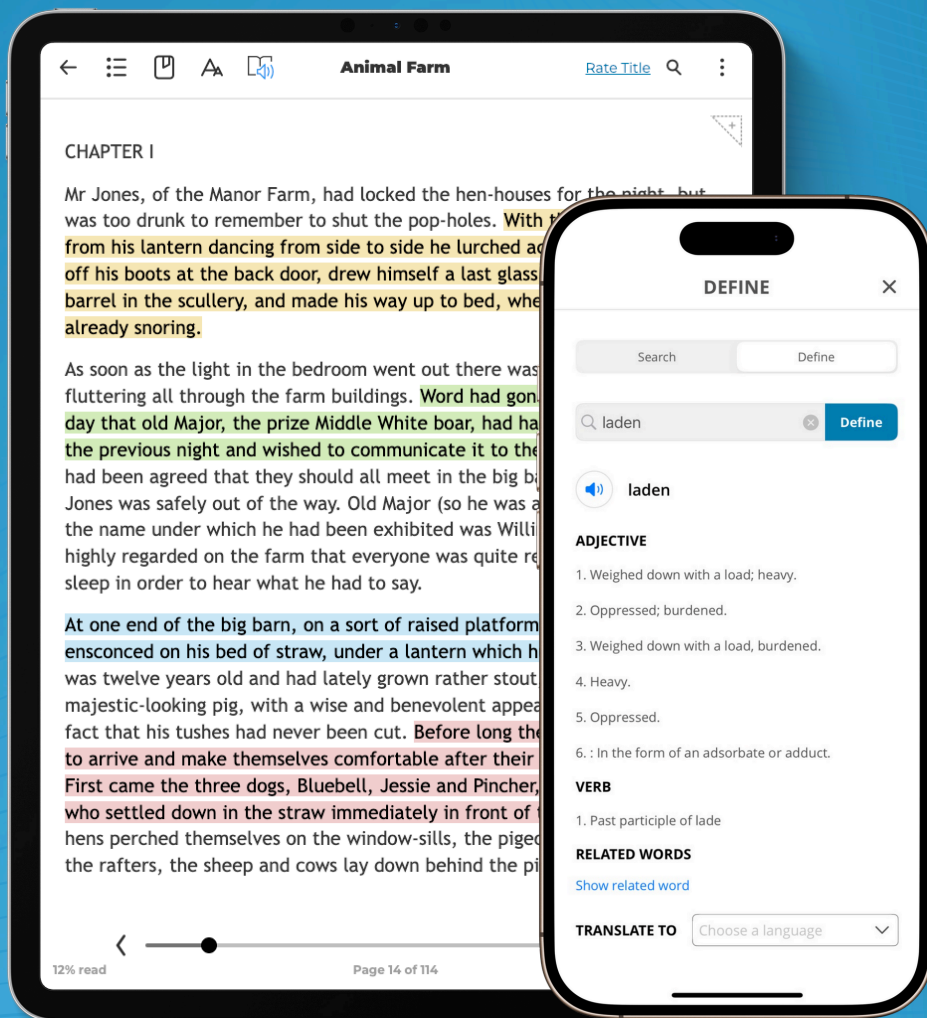 Animal Farm
Rate Title
CHAPTER I
Mr Jones, of the Manor Farm, had locked the hen-houses for the night, but
was too drunk to remember to shut the pop-holes. With
from his lantern dancing from side to side he lurched
off his boots at the back door, drew himself a last glass
barrel in the scullery, and made his way up to bed,
already snoring.
As soon as the light in the bedroom went out there was
fluttering all through the farm buildings. Word had
day that old Major, the prize Middle White boar, had
the previous night and wished to communicate it to
had been agreed that they should all meet in the big
Jones was safely out of the way. Old Major (so he was
the name under which he had been exhibited was
highly regarded on the farm that everyone was quite
sleep in order to hear what he had to say.
At one end of the big barn, on a sort of raised platform
ensconced on his bed of straw, under a lantern which
was twelve years old and had lately grown rather stout
majestic-looking pig, with a wise and benevolent
fact that his tushes had never been cut. Before long
to arrive and make themselves comfortable after their
First came the three dogs, Bluebell, Jessie and Pincher,
who settled down in the straw immediately in front of
hens perched themselves on the window-sills, the
the rafters, the sheep and cows lay down behind the
12% read
Page 14 of 114
DEFINE
Search
Define
laden
Define
laden
ADJECTIVE
1. Weighed down with a load; heavy.
2. Oppressed; burdened.
3. Weighed down with a load, burdened.
4. Heavy.
5. Oppressed.
6. : In the form of an adsorbate or adduct.
VERB
1. Past participle of lade
RELATED WORDS
Show related word
TRANSLATE TO
Choose a language